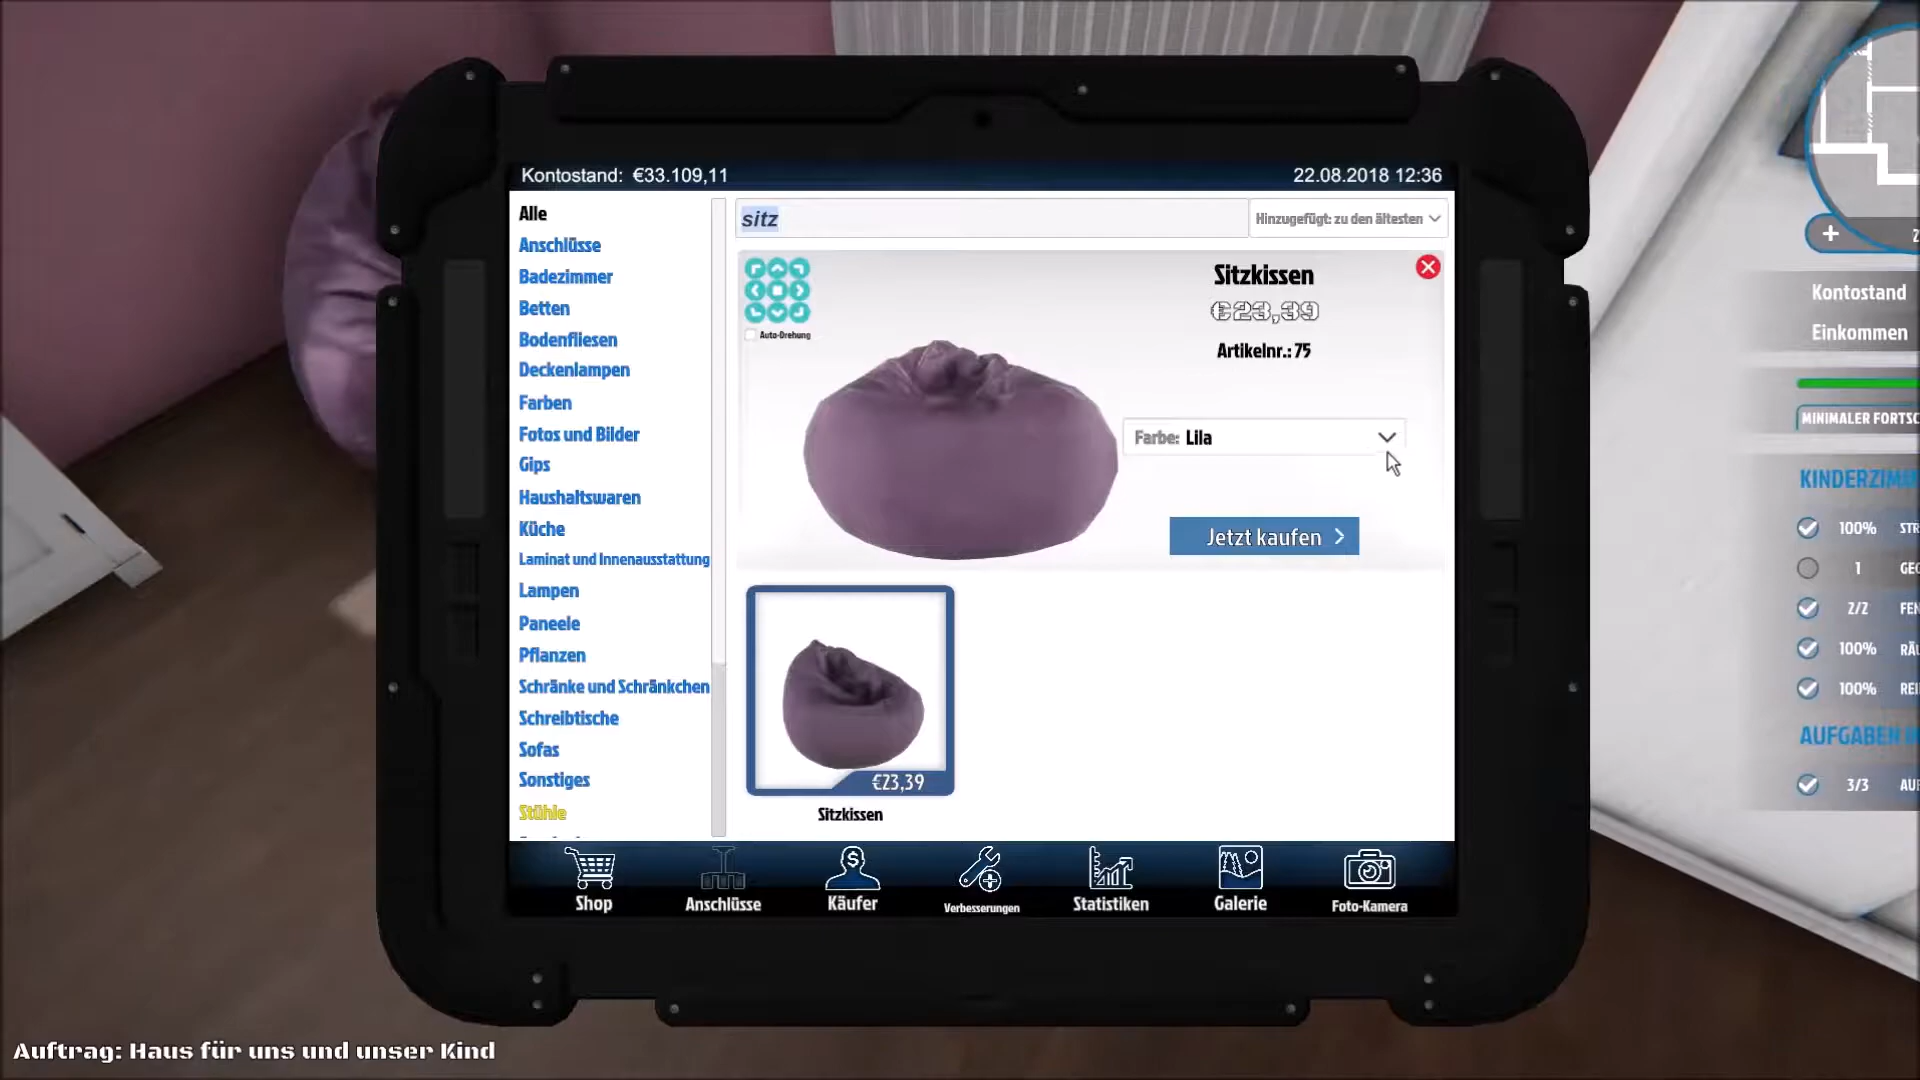 Kontostand: €33.109,11
22.08.2018 12:36
Alle
Anschlüsse
Badezimmer
Betten
Bodenfliesen
Deckenlampen
Farben
Fotos und Bilder
Gips
Haushaltswaren
Küche
Laminat und Innenausstattung
Lampen
Paneele
Pflanzen
Schränke und Schränkchen
Schreibtische
Sofas
Sonstiges
Stühle
sitz
Hinzugefügt: zu den ältesten
Auto-Drehung
Sitzkissen
€23,39
Artikelnr.: 75
Farbe: Lila
Jetzt kaufen
€23,39
Sitzkissen
Shop
Anschlüsse
Käufer
Verbesserungen
Statistiken
Galerie
Foto-Kamera
Kontostand
Einkommen
MINIMALER
100%
1
2/2
100%
100%
3/3
Auftrag: Haus für uns und unser Kind